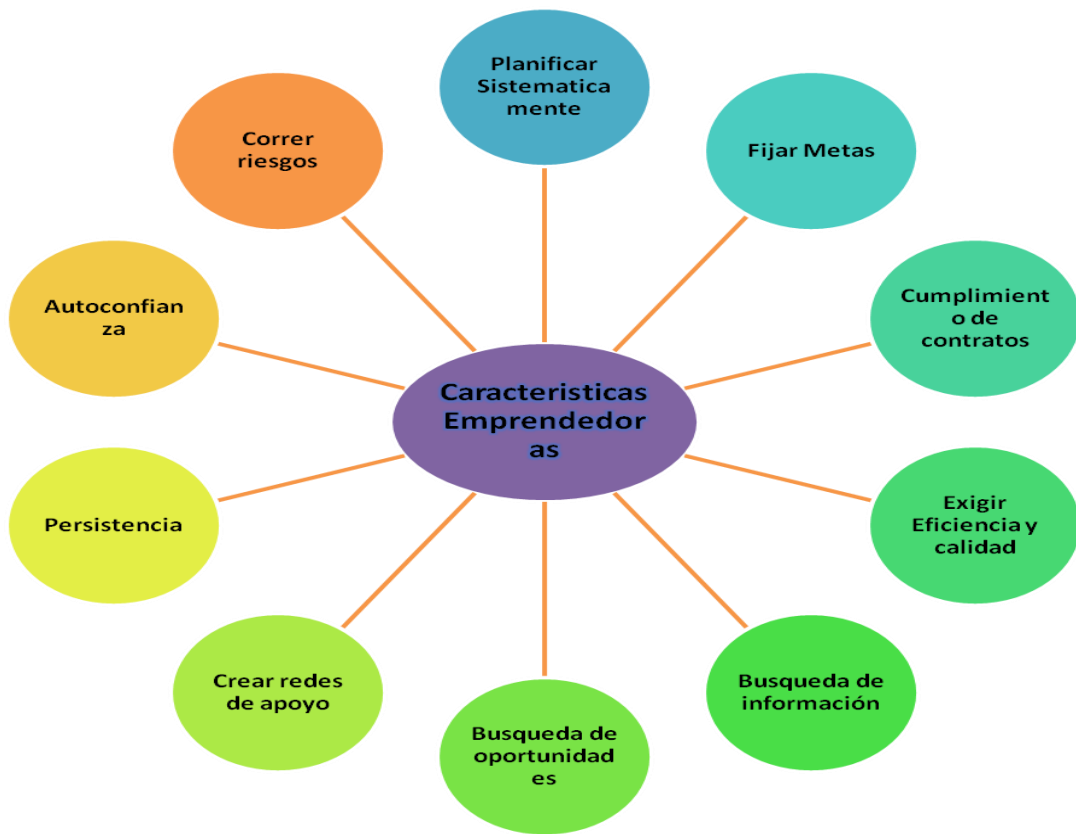 Planificar
Sistematica
mente
Fijar Metas
Cumplimient
o de
contratos
Exigir
Eficiencia y
calidad
Busqueda de
información
Busqueda de
oportunidad
es
Crear redes
de apoyo
Persistencia
Autoconfian
za
Correr
riesgos
Caracteristicas
Emprendedor
as